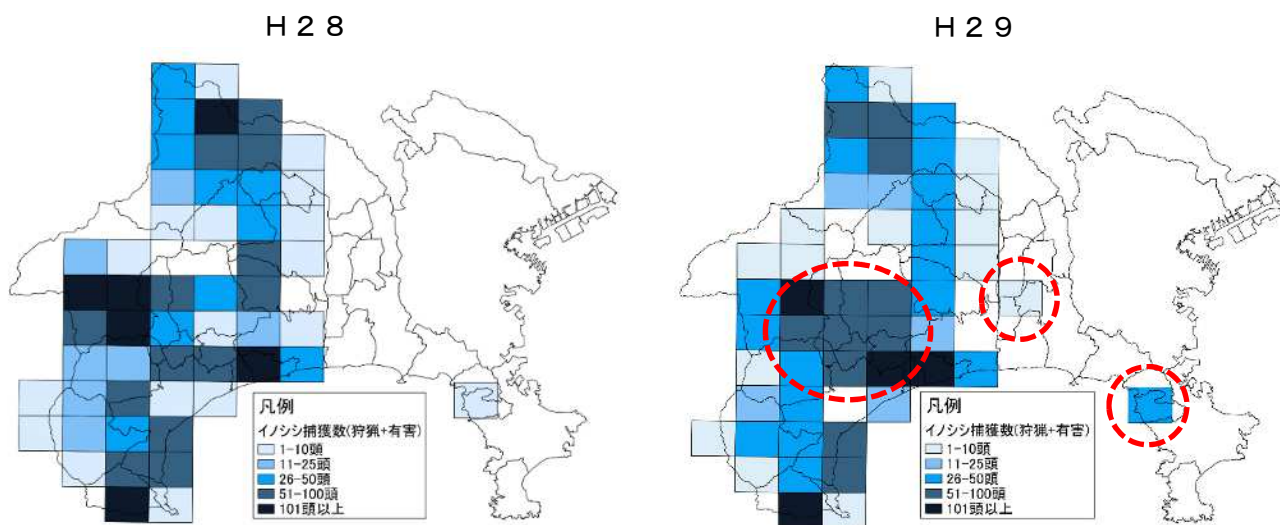 H28
H29
凡例
イノシシ捕獲数(狩猟+有害)
1-10頭
11-25頭
26-50頭
51-100頭
101頭以上
凡例
イノシシ捕獲数(狩猟+有害)
1-10頭
11-25頭
26-50頭
51-100頭
101頭以上